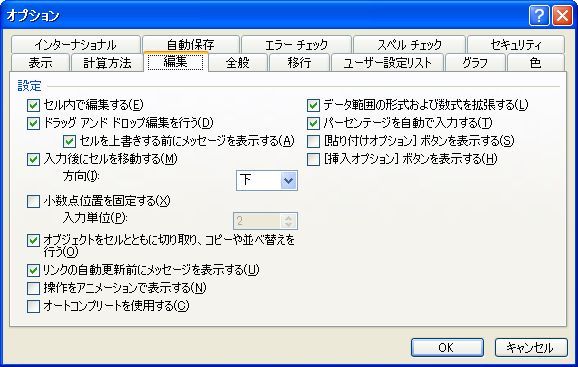 オプション
インターナショナル 自動保存 エラー チェック スペル チェック セキュリティ
表示 計算方法 編集 全般 移行 ユーザー設定リスト グラフ 色
設定
セル内で編集する(E)
ドラッグ アンド ドロップ編集を行う(D)
セルを上書きする前にメッセージを表示する(A)
入力後にセルを移動する(M)
方向(I): 下
小数点位置を固定する(X)
入力単位(P): 2
オブジェクトをセルとともに切り取り、コピーや並べ替えを
行う(O)
リンクの自動更新前にメッセージを表示する(U)
操作をアニメーションで表示する(N)
オートコンプリートを使用する(C)
データ範囲の形式および数式を拡張する(L)
パーセンテージを自動で入力する(T)
[貼り付けオプション] ボタンを表示する(S)
[挿入オプション] ボタンを表示する(H)
OK キャンセル